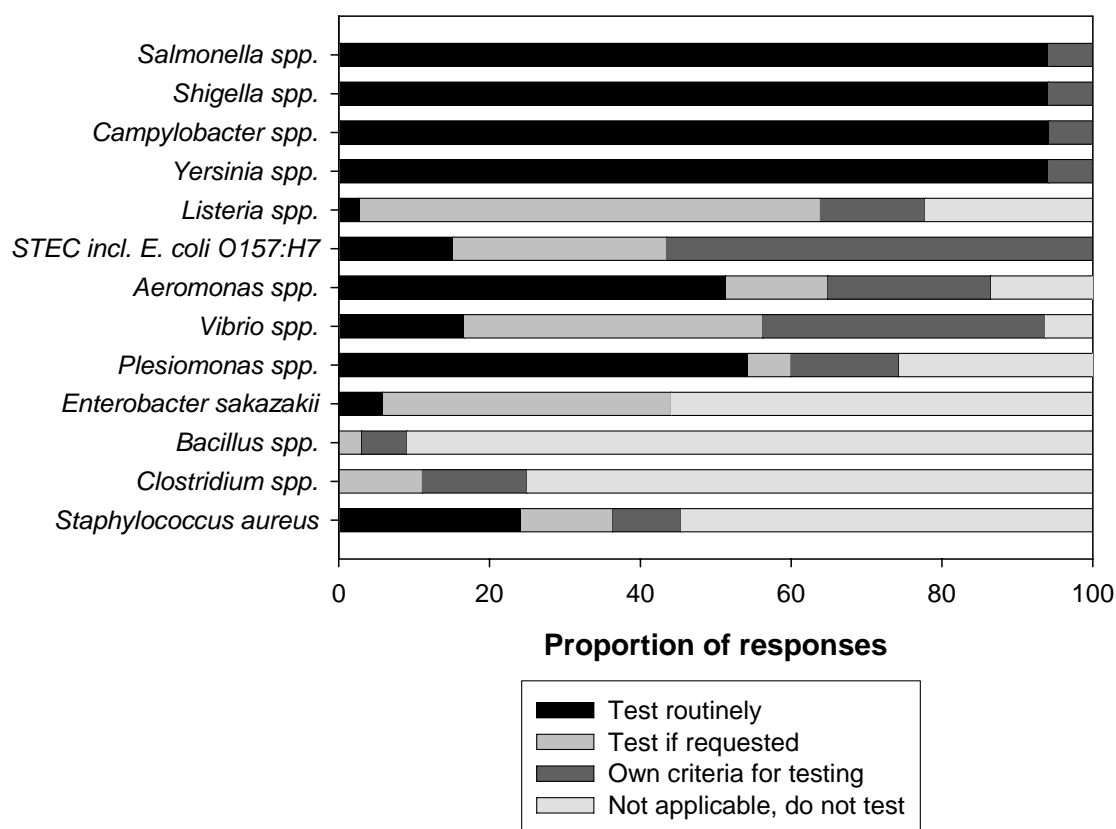 Salmonella spp.
Shigella spp.
Campylobacter spp.
Yersinia spp.
Listeria spp.
STEC incl. E. coli O157:H7
Aeromonas spp.
Vibrio spp.
Plesiomonas spp.
Enterobacter sakazakii
Bacillus spp.
Clostridium spp.
Staphylococcus aureus
0 20 40 60 80 100
Proportion of responses
Test routinely
Test if requested
Own criteria for testing
Not applicable, do not test